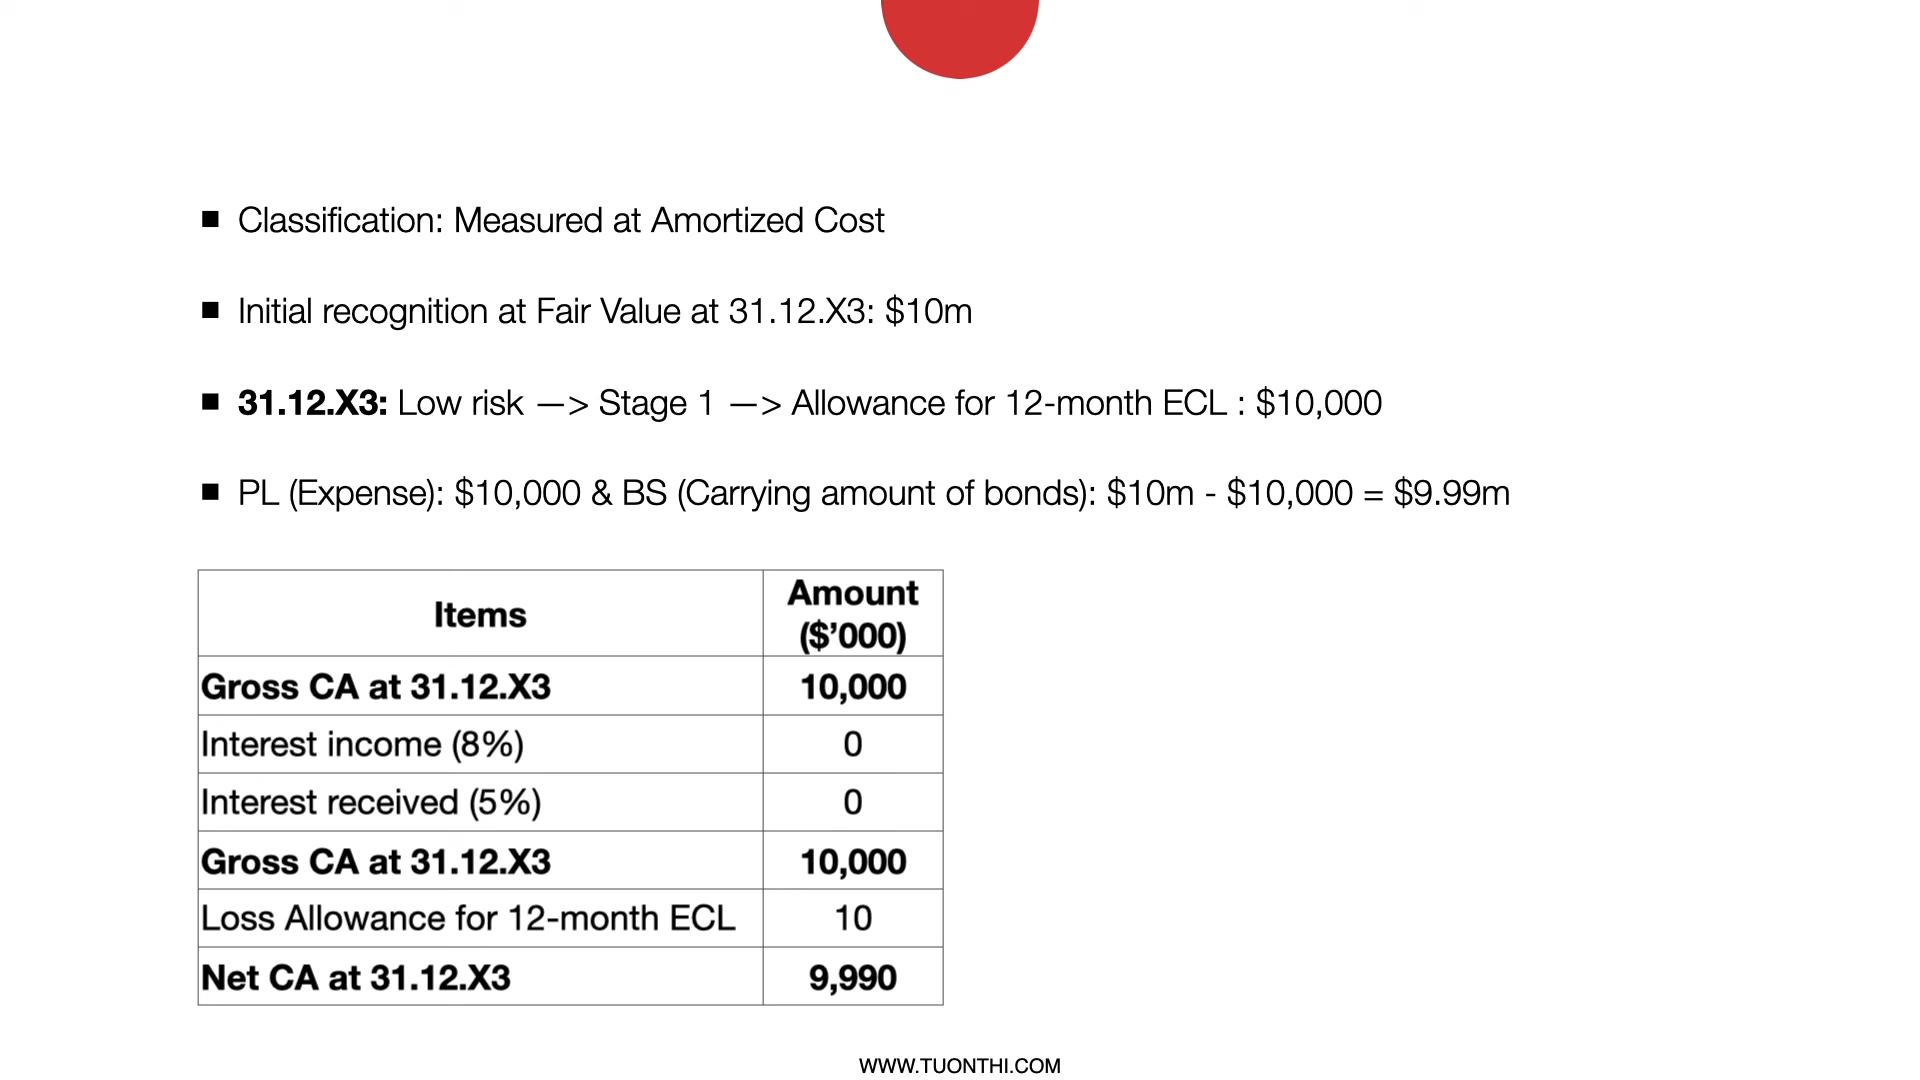 Classification: Measured at Amortized Cost
Initial recognition at Fair Value at 31.12.X3: $10m
31.12.X3: Low risk —> Stage 1 —> Allowance for 12-month ECL : $10,000
PL (Expense): $10,000 & BS (Carrying amount of bonds): $10m - $10,000 = $9.99m
Items Amount
($’000)
Gross CA at 31.12.X3 10,000
Interest income (8%) 0
Interest received (5%) 0
Gross CA at 31.12.X3 10,000
Loss Allowance for 12-month ECL 10
Net CA at 31.12.X3 9,990
WWW.TUONTHI.COM